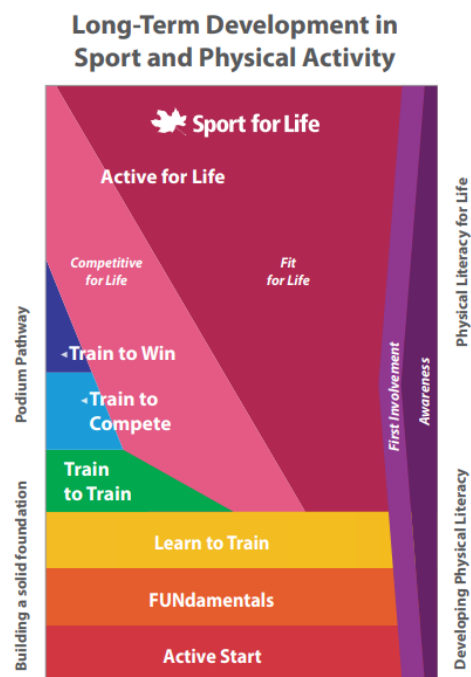 Long-Term Development in
Sport and Physical Activity
Sport for Life
Active for Life
Competitive
for Life
Fit
for Life
Train to Win
Train to
Compete
Train
to Train
Learn to Train
FUNdamentals
Active Start
Podium Pathway
Building a solid foundation
First Involvement
Awareness
Physical Literacy for Life
Developing Physical Literacy